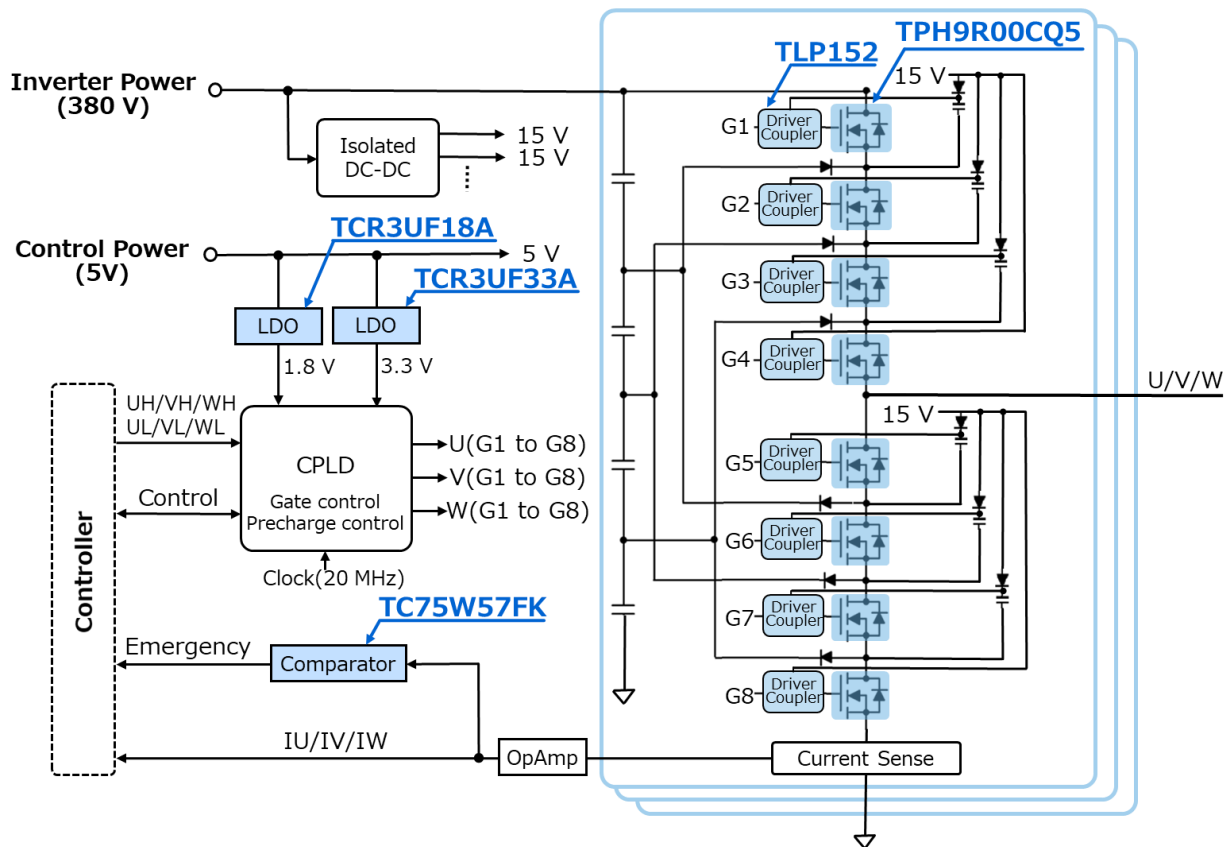 Inverter Power
(380 V)
Isolated
DC-DC
15 V
15 V
Control Power
(5V)
5 V
TCR3UF18A
TCR3UF33A
LDO
LDO
1.8 V
3.3 V
Controller
UH/VH/WH
UL/VL/WL
Control
CPLD
Gate control
Precharge control
U(G1 to G8)
V(G1 to G8)
W(G1 to G8)
Clock(20 MHz)
TC75W57FK
Emergency
Comparator
IU/IV/IW
OpAmp
Current Sense
TLP152
TPH9R00CQ5
15 V
G1
Driver
Coupler
G2
Driver
Coupler
G3
Driver
Coupler
G4
Driver
Coupler
U/V/W
15 V
G5
Driver
Coupler
G6
Driver
Coupler
G7
Driver
Coupler
G8
Driver
Coupler